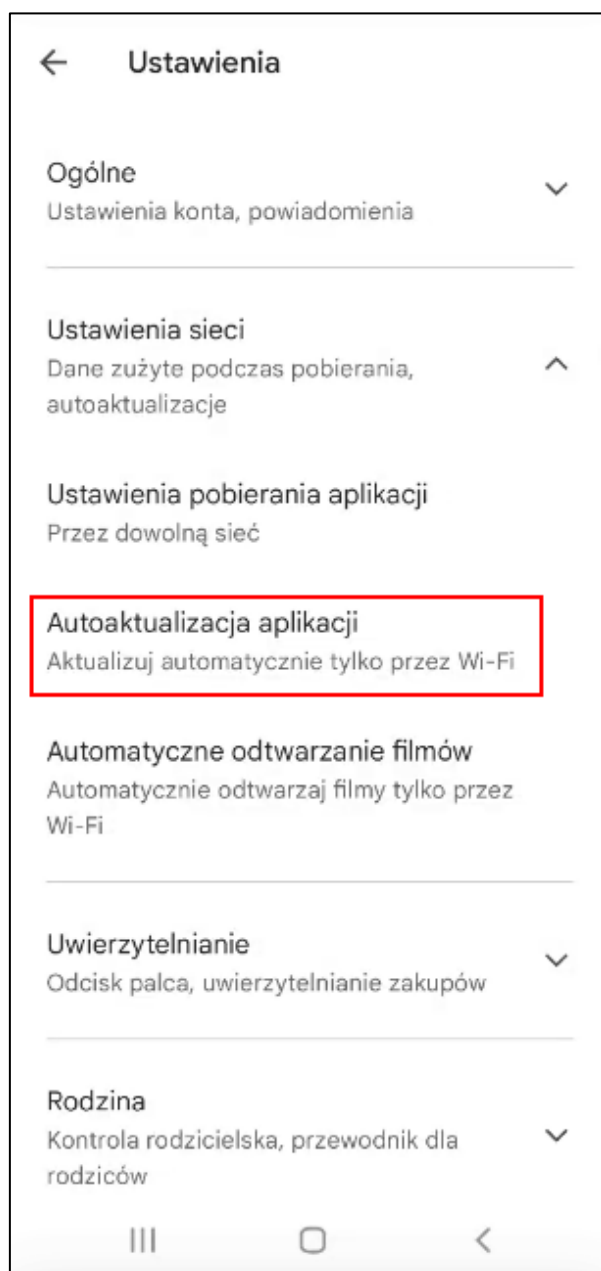 Ustawienia
Ogólne
Ustawienia konta, powiadomienia
Ustawienia sieci
Dane zużyte podczas pobierania,
autoaktualizacje
Ustawienia pobierania aplikacji
Przez dowolną sieć
Autoaktualizacja aplikacji
Aktualizuj automatycznie tylko przez Wi-Fi
Automatyczne odtwarzanie filmów
Automatycznie odtwarzaj filmy tylko przez
Wi-Fi
Uwierzytelnianie
Odcisk palca, uwierzytelnianie zakupów
Rodzina
Kontrola rodzicielska, przewodnik dla
rodziców